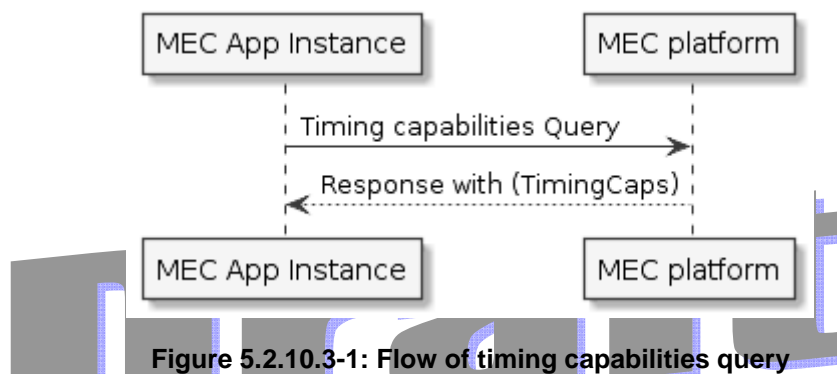 MEC App Instance
MEC platform
Timing capabilities Query
Response with (TimingCaps)
MEC App Instance
MEC platform
Figure 5.2.10.3-1: Flow of timing capabilities query